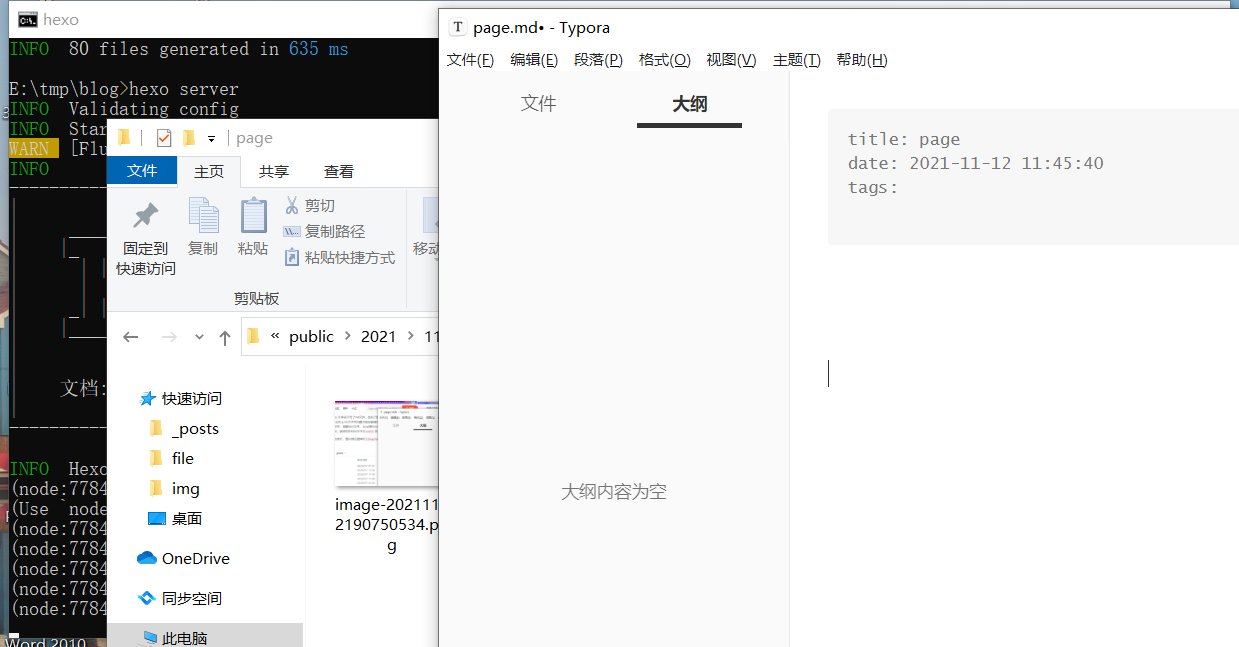 hexo
INFO  80 files generated in 635 ms
E:\tmp\blog>hexo server
INFO  Validating config
INFO  Star
WARN  [Flu
INFO
文档:
INFO  Hexo
(node:7784
(Use `node
(node:7784
(node:7784
(node:7784
(node:7784
(node:7784
Word 2010
page
文件 主页 共享 查看
固定到
快速访问
复制
粘贴
剪切
复制路径
粘贴快捷方式
移动
剪贴板
« public > 2021 > 11
快速访问
_posts
file
img
桌面
OneDrive
同步空间
此电脑
image-202111
2190750534.p
g
page.md• - Typora
文件(F) 编辑(E) 段落(P) 格式(O) 视图(V) 主题(T) 帮助(H)
文件 大纲
大纲内容为空
title: page
date: 2021-11-12 11:45:40
tags: